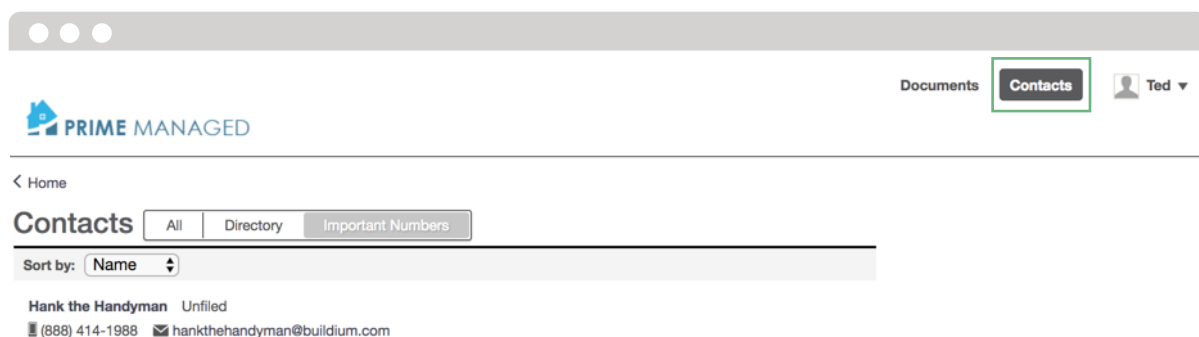 Documents Contacts Ted
PRIME MANAGED
Home
Contacts All Directory Important Numbers
Sort by: Name
Hank the Handyman Unfiled
(888) 414-1988 hankthehandyman@buildium.com